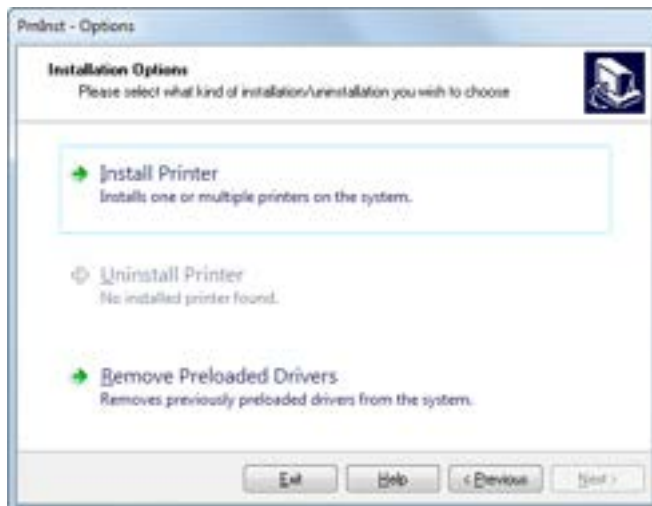 PrnInst - Options
Installation Options
Please select what kind of installation/uninstallation you wish to choose
Install Printer
Installs one or multiple printers on the system.
Uninstall Printer
No installed printer found.
Remove Preloaded Drivers
Removes previously preloaded drivers from the system.
Exit Help < Previous Next >